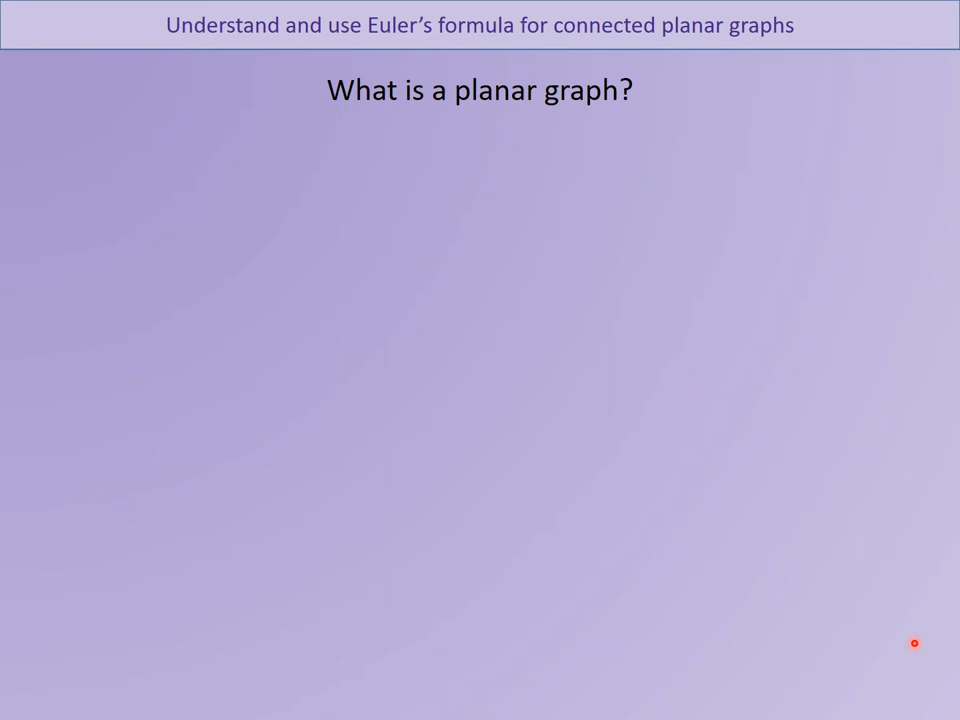 Understand and use Euler’s formula for connected planar graphs
What is a planar graph?